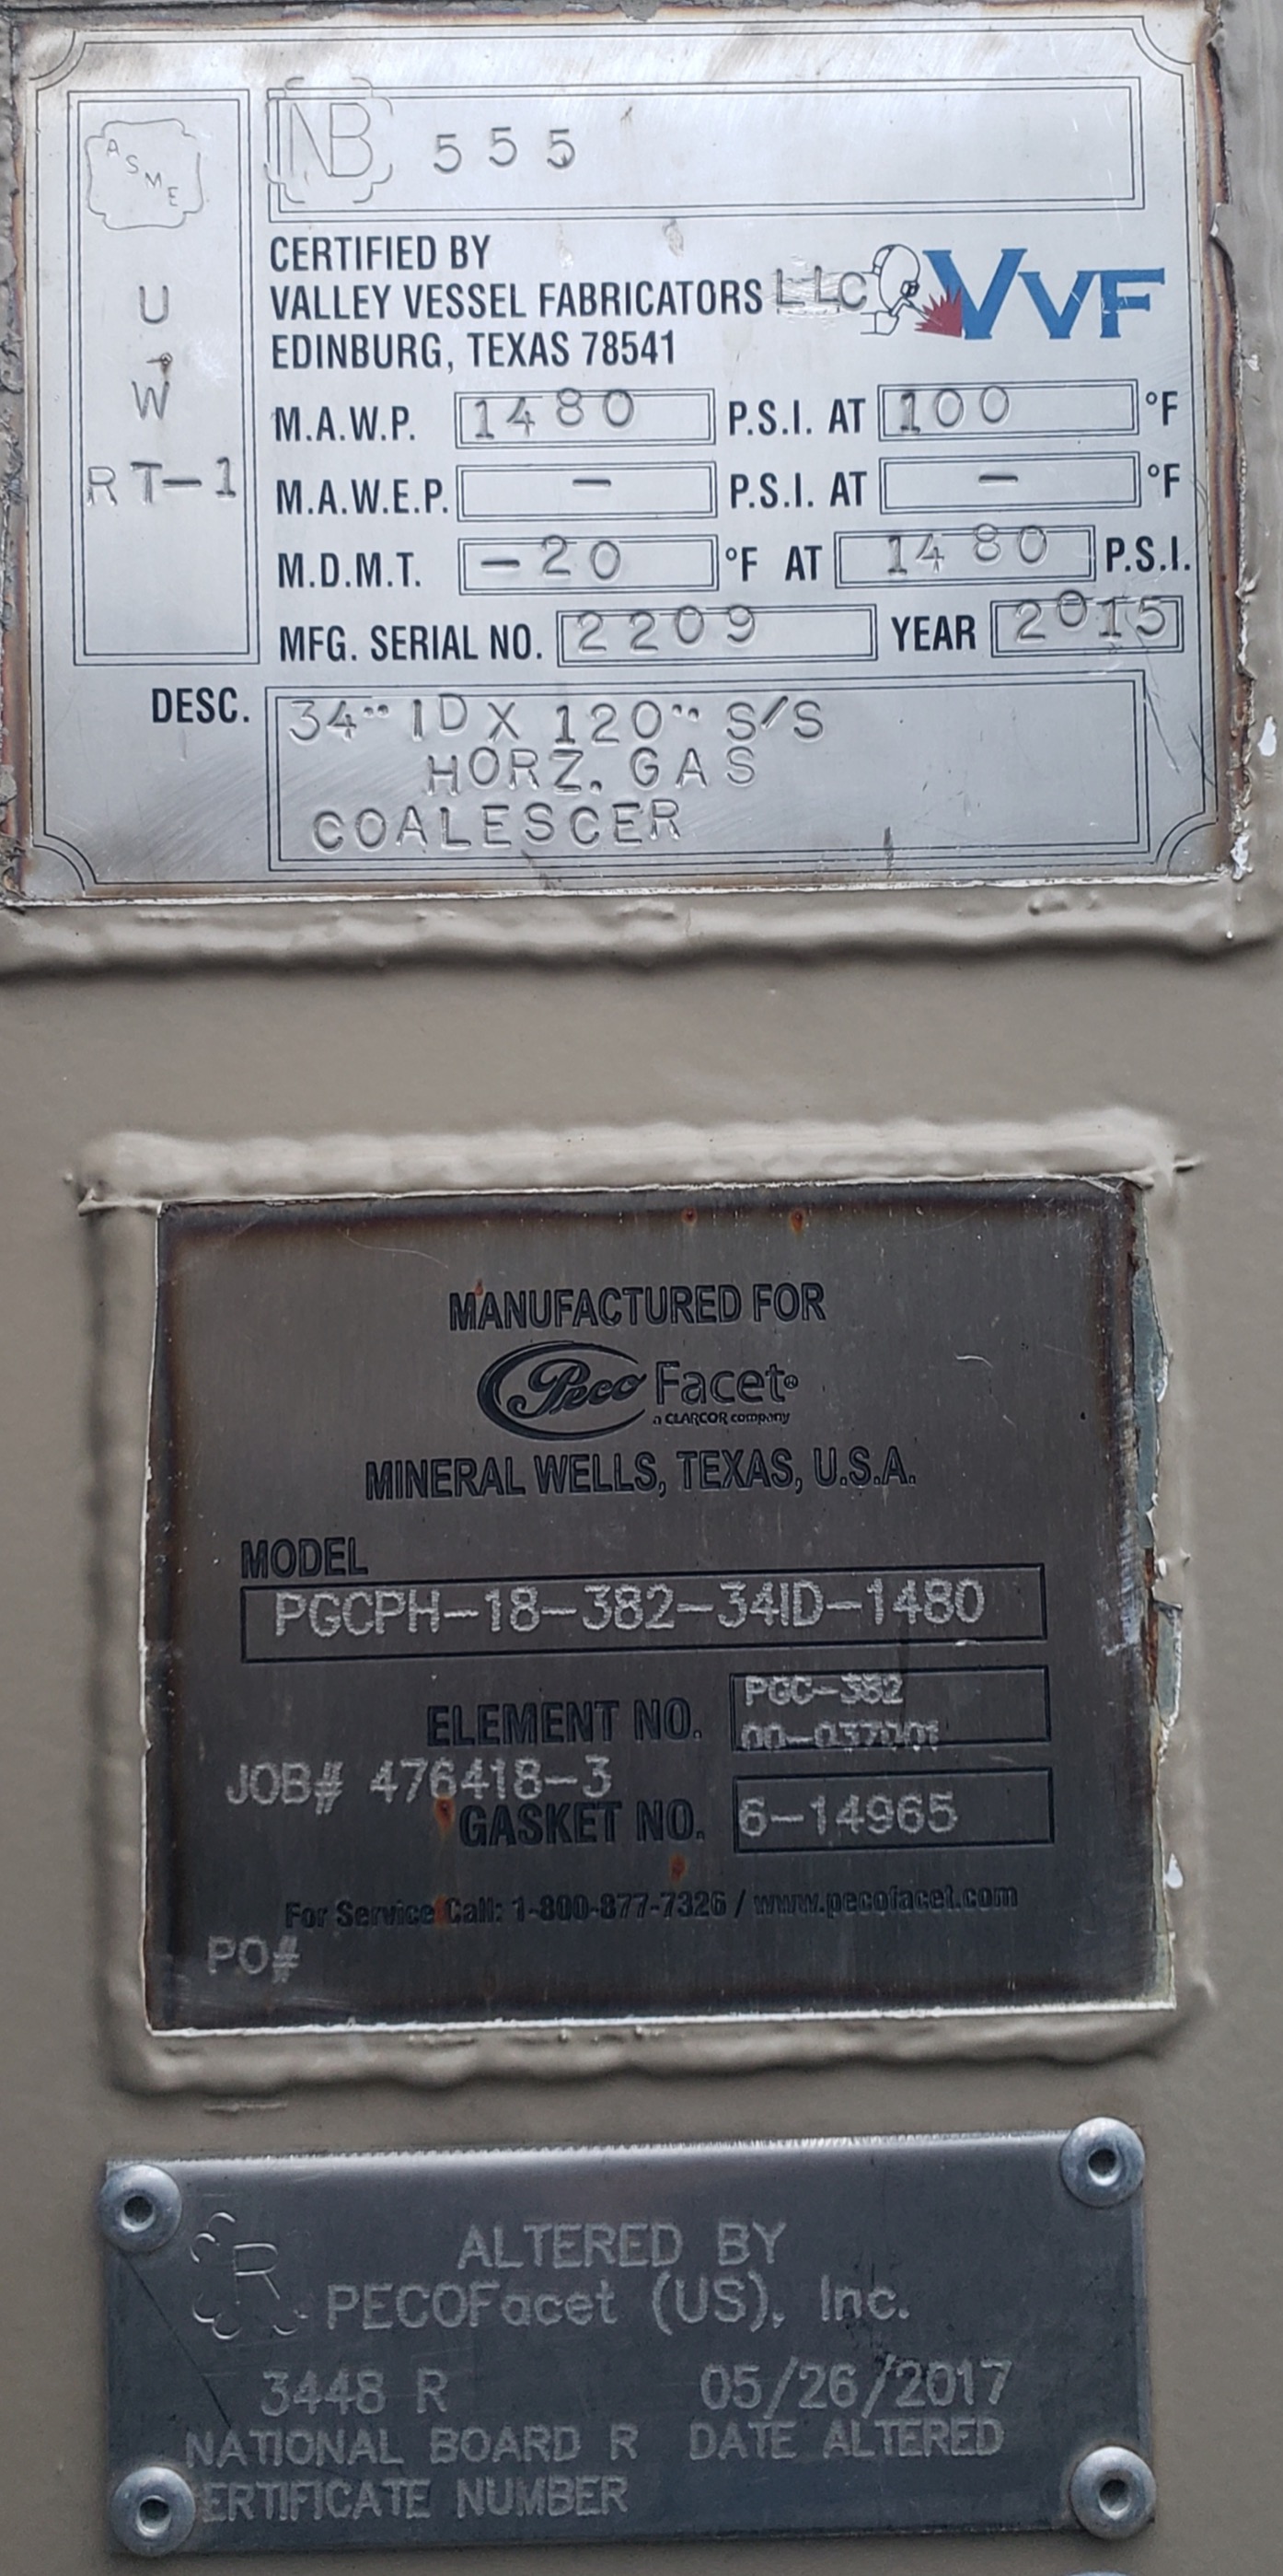 ASME
NB 555
U
W
RT-1
CERTIFIED BY
VALLEY VESSEL FABRICATORS LLC
EDINBURG, TEXAS 78541
VVF
M.A.W.P. 1480 P.S.I. AT 100 °F
M.A.W.E.P. - P.S.I. AT - °F
M.D.M.T. -20 °F AT 1480 P.S.I.
MFG. SERIAL NO. 2209 YEAR 2015
DESC. 34" ID X 120" S/S
HORZ. GAS
COALESCER
MANUFACTURED FOR
Peco Facet®
a CLARCOR company
MINERAL WELLS, TEXAS, U.S.A.
MODEL
PGCPH-18-382-34ID-1480
ELEMENT NO. PGC-382
JOB# 476418-3
GASKET NO. 6-14965
For Service Call: 1-800-877-7326 / www.pecofacet.com
PO#
R
ALTERED BY
PECOFacet (US), Inc.
3448 R 05/26/2017
NATIONAL BOARD R DATE ALTERED
ERTIFICATE NUMBER